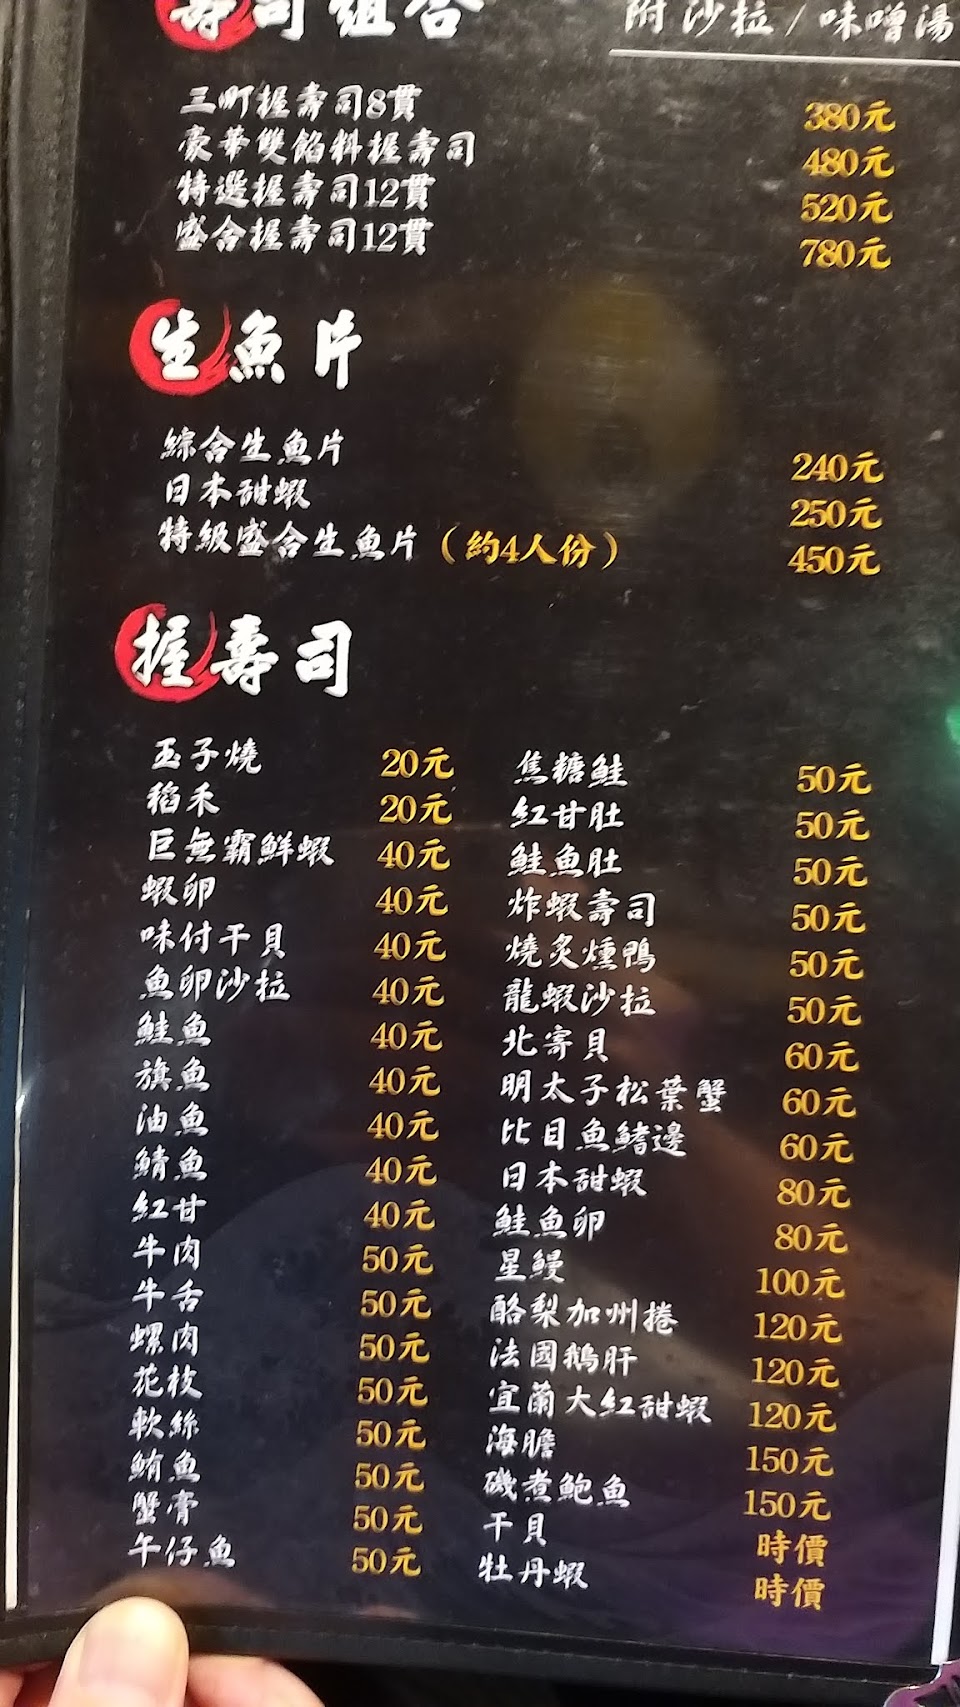 壽司組合 附沙拉/味噌湯
三町握壽司8貫 380元
豪華雙餡料握壽司 480元
特選握壽司12貫 520元
盛合握壽司12貫 780元
生魚片
綜合生魚片 240元
日本甜蝦 250元
特級盛合生魚片（約4人份） 450元
握壽司
玉子燒 20元
稻禾 20元
巨無霸鮮蝦 40元
蝦卵 40元
味付干貝 40元
魚卵沙拉 40元
鮭魚 40元
旗魚 40元
油魚 40元
鯖魚 40元
紅甘 40元
牛肉 50元
牛舌 50元
螺肉 50元
花枝 50元
軟絲 50元
鮪魚 50元
蟹膏 50元
午仔魚 50元
焦糖鮭 50元
紅甘肚 50元
鮭魚肚 50元
炸蝦壽司 50元
燒炙燻鴨 50元
龍蝦沙拉 50元
北寄貝 60元
明太子松葉蟹 60元
比目魚鰭邊 60元
日本甜蝦 80元
鮭魚卵 80元
星鰻 100元
酪梨加州捲 120元
法國鵝肝 120元
宜蘭大紅甜蝦 120元
海膽 150元
磯煮鮑魚 150元
干貝 時價
牡丹蝦 時價